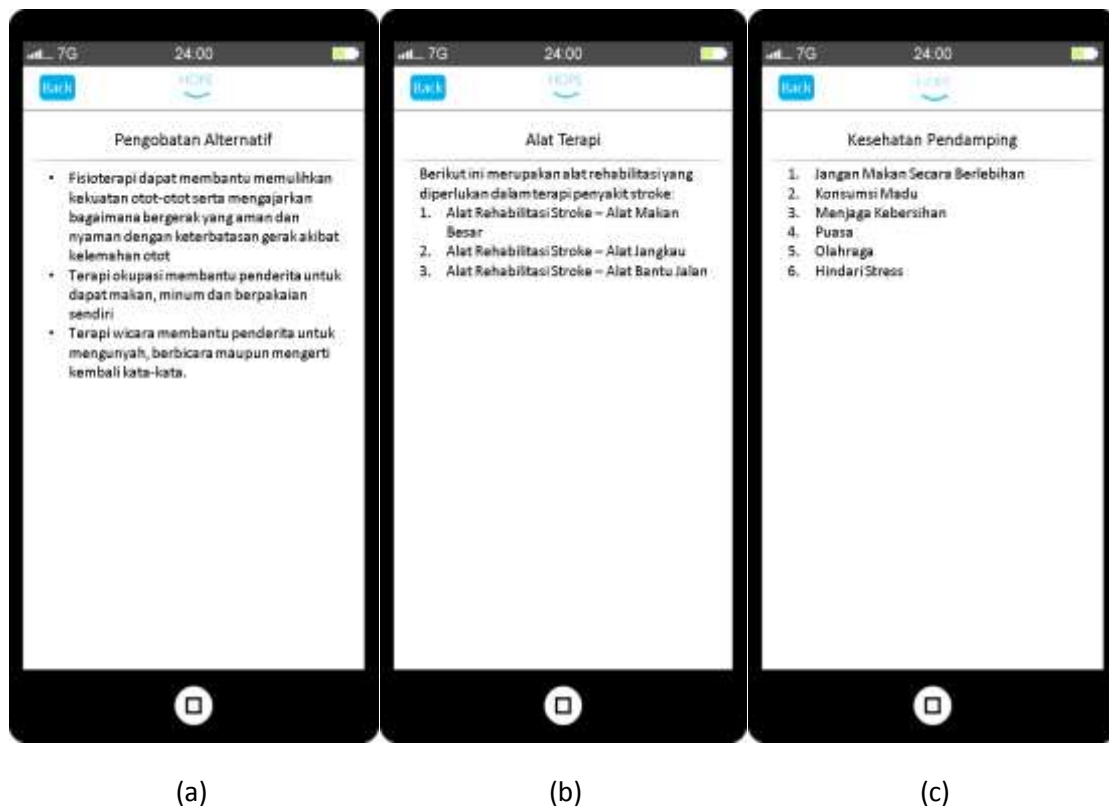 7G 24:00
Back HOPE
Pengobatan Alternatif
• Fisioterapi dapat membantu memulihkan
kekuatan otot-otot serta mengajarkan
bagaimana bergerak yang aman dan
nyaman dengan keterbatasan gerak akibat
kelemahan otot
• Terapi okupasi membantu penderita untuk
dapat makan, minum dan berpakaian
sendiri
• Terapi wicara membantu penderita untuk
mengunyah, berbicara maupun mengerti
kembali kata-kata.
(a)
7G 24:00
Back HOPE
Alat Terapi
Berikut ini merupakan alat rehabilitasi yang
diperlukan dalam terapi penyakit stroke:
1. Alat Rehabilitasi Stroke – Alat Makan
Besar
2. Alat Rehabilitasi Stroke – Alat Jangkau
3. Alat Rehabilitasi Stroke – Alat Bantu Jalan
(b)
7G 24:00
Back HOPE
Kesehatan Pendamping
1. Jangan Makan Secara Berlebihan
2. Konsumsi Madu
3. Menjaga Kebersihan
4. Puasa
5. Olahraga
6. Hindari Stress
(c)